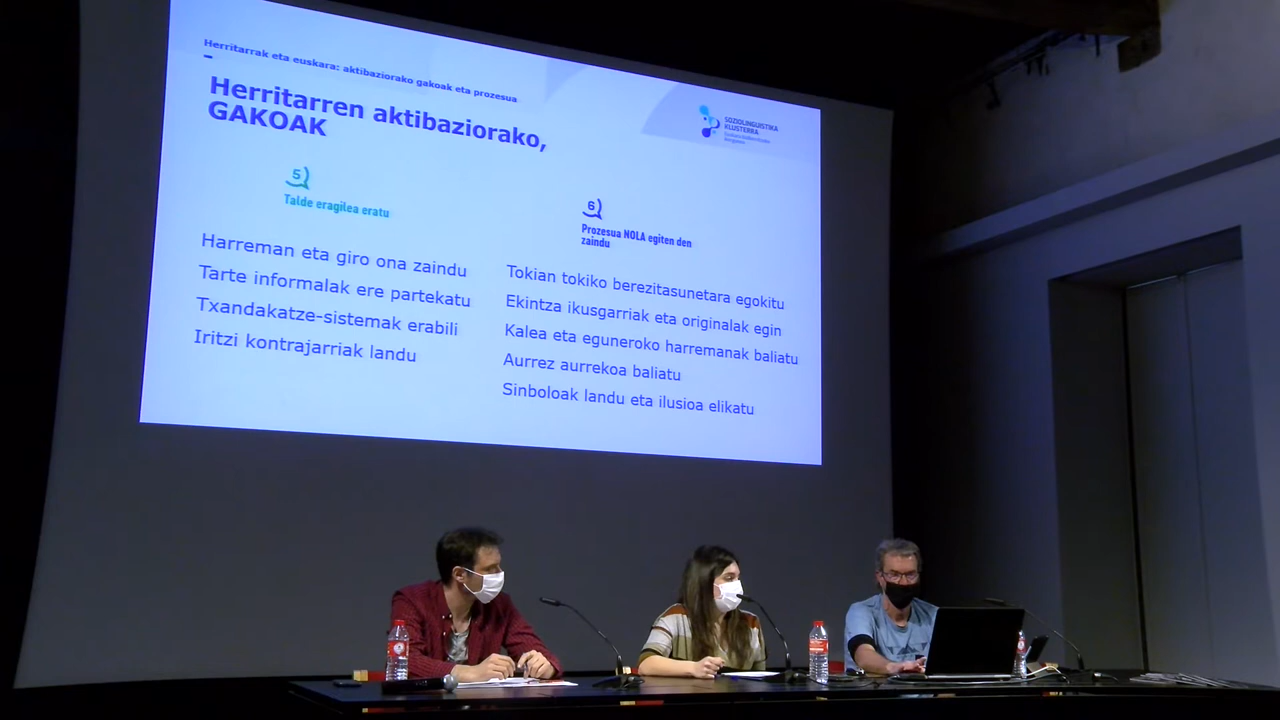 Herritarrak eta euskara: aktibaziorako gakoak eta prozesua
Herritarren aktibaziorako,
GAKOAK
SOZIOLINGUISTIKA
KLUSTERRA
5
Talde eragilea eratu
Harreman eta giro ona zaindu
Tarte informalak ere partekatu
Txandakatze-sistemak erabili
Iritzi kontrajarriak landu
6
Prozesua NOLA egiten den
zaindu
Tokian tokiko berezitasunetara egokitu
Ekintza ikusgarriak eta originalak egin
Kalea eta eguneroko harremanak baliatu
Aurrez aurrekoa baliatu
Sinboloak landu eta ilusioa elikatu